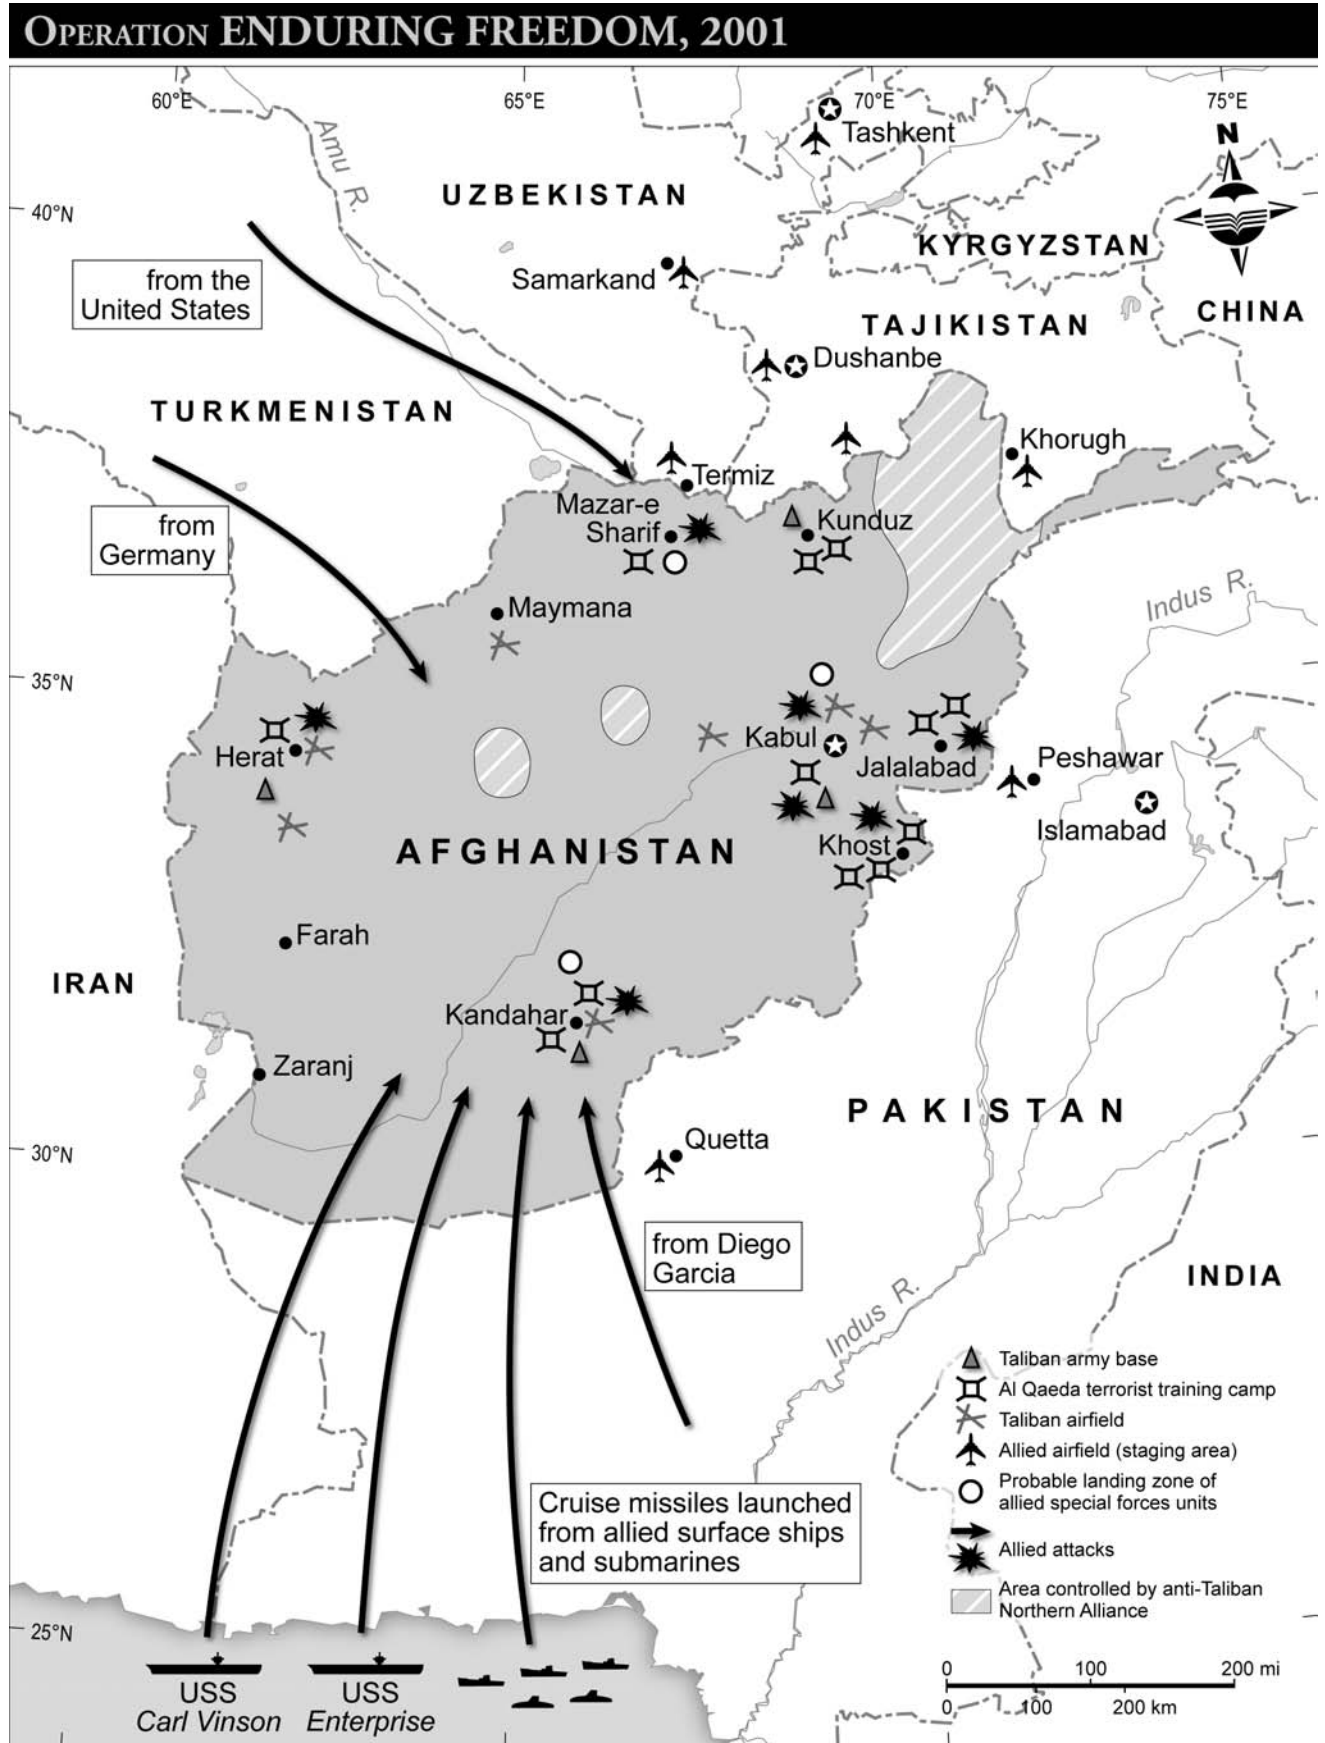 OPERATION ENDURING FREEDOM, 2001
60°E
65°E
70°E
75°E
Tashkent
N
Amu R.
UZBEKISTAN
40°N
KYRGYZSTAN
from the
United States
Samarkand
CHINA
TAJIKISTAN
Dushanbe
TURKMENISTAN
Khorugh
Termiz
from
Germany
Mazar-e
Sharif
Kunduz
Indus R.
Maymana
35°N
Herat
Kabul
Jalalabad
Peshawar
Islamabad
AFGHANISTAN
Khost
Farah
IRAN
Kandahar
Zaranj
PAKISTAN
30°N
Quetta
from Diego
Garcia
INDIA
Indus R.
Taliban army base
Al Qaeda terrorist training camp
Taliban airfield
Allied airfield (staging area)
Probable landing zone of
allied special forces units
Allied attacks
Area controlled by anti-Taliban
Northern Alliance
Cruise missiles launched
from allied surface ships
and submarines
25°N
USS
Carl Vinson
USS
Enterprise
0 100 200 mi
0 100 200 km